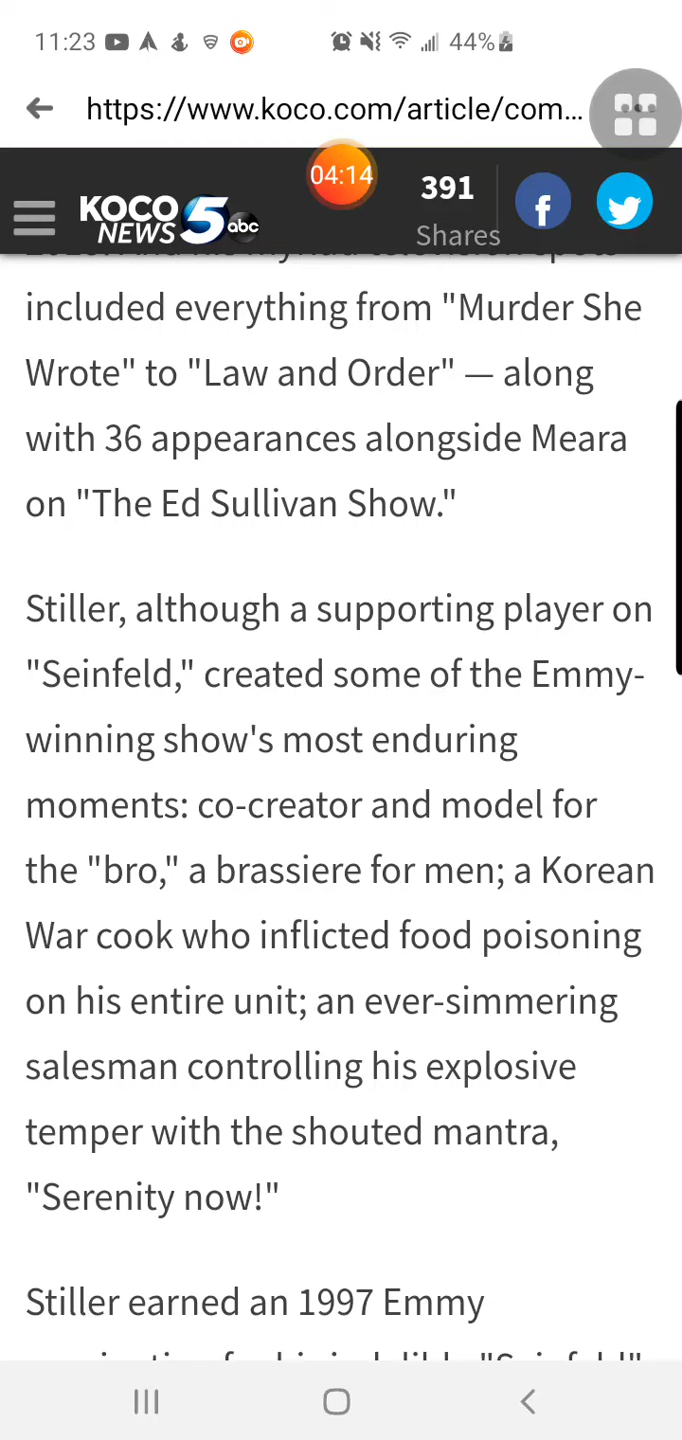 11:23
44%
https://www.koco.com/article/com...
04:14
391
Shares
KOCO
NEWS 5 abc
included everything from "Murder She
Wrote" to "Law and Order" — along
with 36 appearances alongside Meara
on "The Ed Sullivan Show."
Stiller, although a supporting player on
"Seinfeld," created some of the Emmy-
winning show's most enduring
moments: co-creator and model for
the "bro," a brassiere for men; a Korean
War cook who inflicted food poisoning
on his entire unit; an ever-simmering
salesman controlling his explosive
temper with the shouted mantra,
"Serenity now!"
Stiller earned an 1997 Emmy